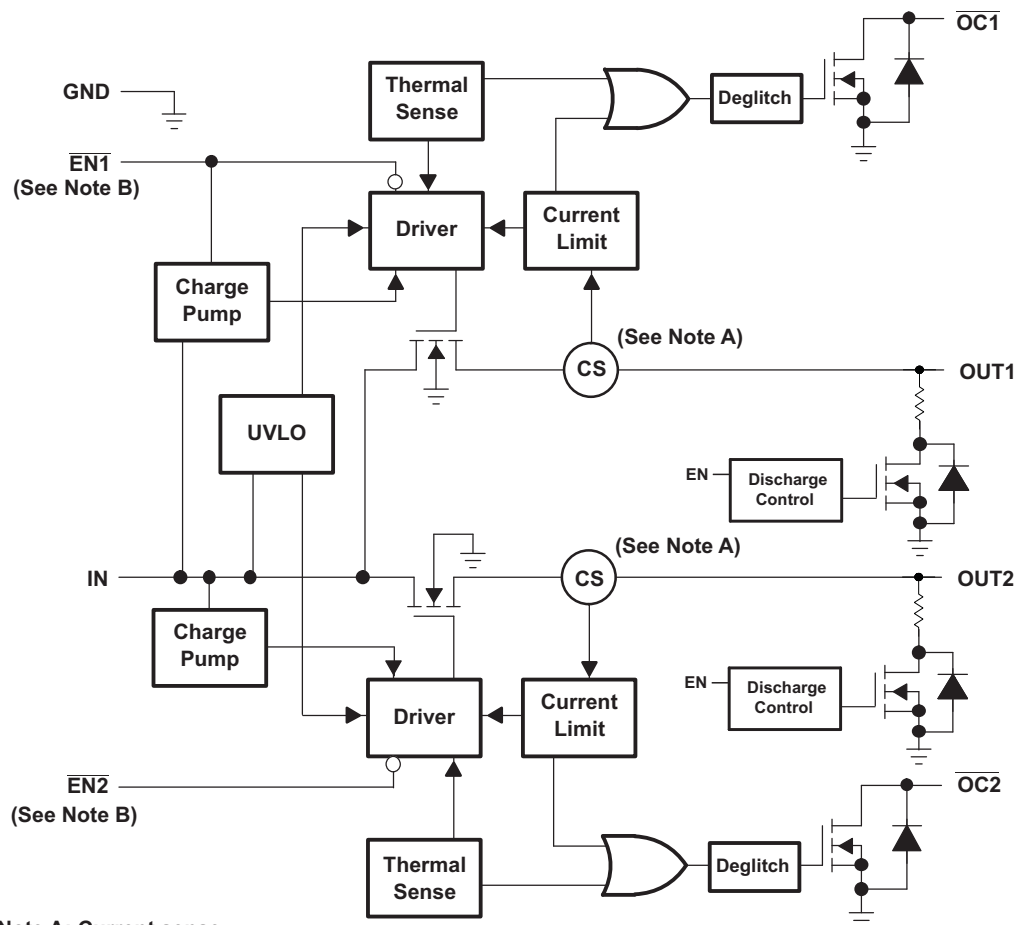 OC1
Thermal
Sense
Deglitch
GND
EN1
(See Note B)
Driver
Current
Limit
Charge
Pump
(See Note A)
CS
OUT1
UVLO
EN
Discharge
Control
(See Note A)
IN
CS
OUT2
Charge
Pump
EN
Discharge
Control
Driver
Current
Limit
EN2
(See Note B)
OC2
Thermal
Sense
Deglitch